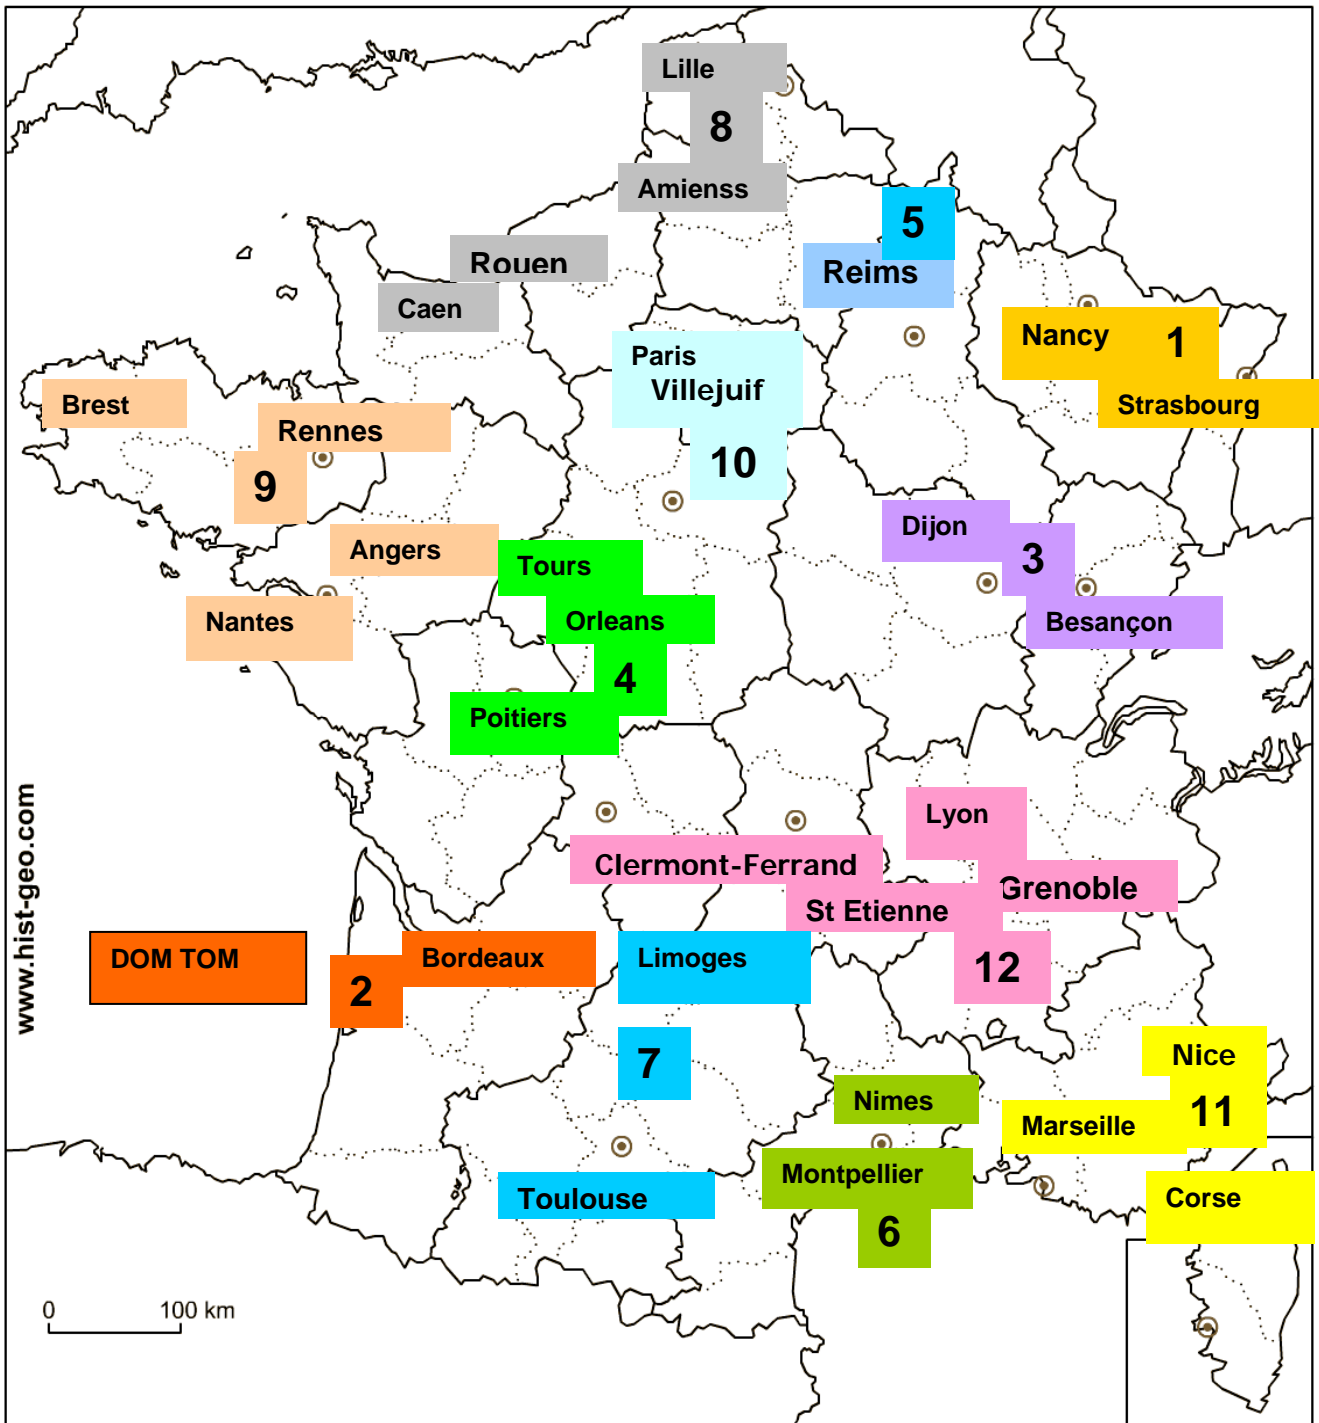 Lille
8
Amienss
5
Rouen
Reims
Caen
Nancy 1
Paris
Villejuif
Brest
Strasbourg
Rennes
10
9
Dijon
Angers
3
Tours
Nantes
Orleans
Besançon
4
Poitiers
Lyon
Clermont-Ferrand
Grenoble
St Etienne
www.hist-geo.com
DOM TOM
Bordeaux
Limoges
12
2
7
Nice
Nimes
11
Marseille
Montpellier
Toulouse
Corse
6
0 100 km